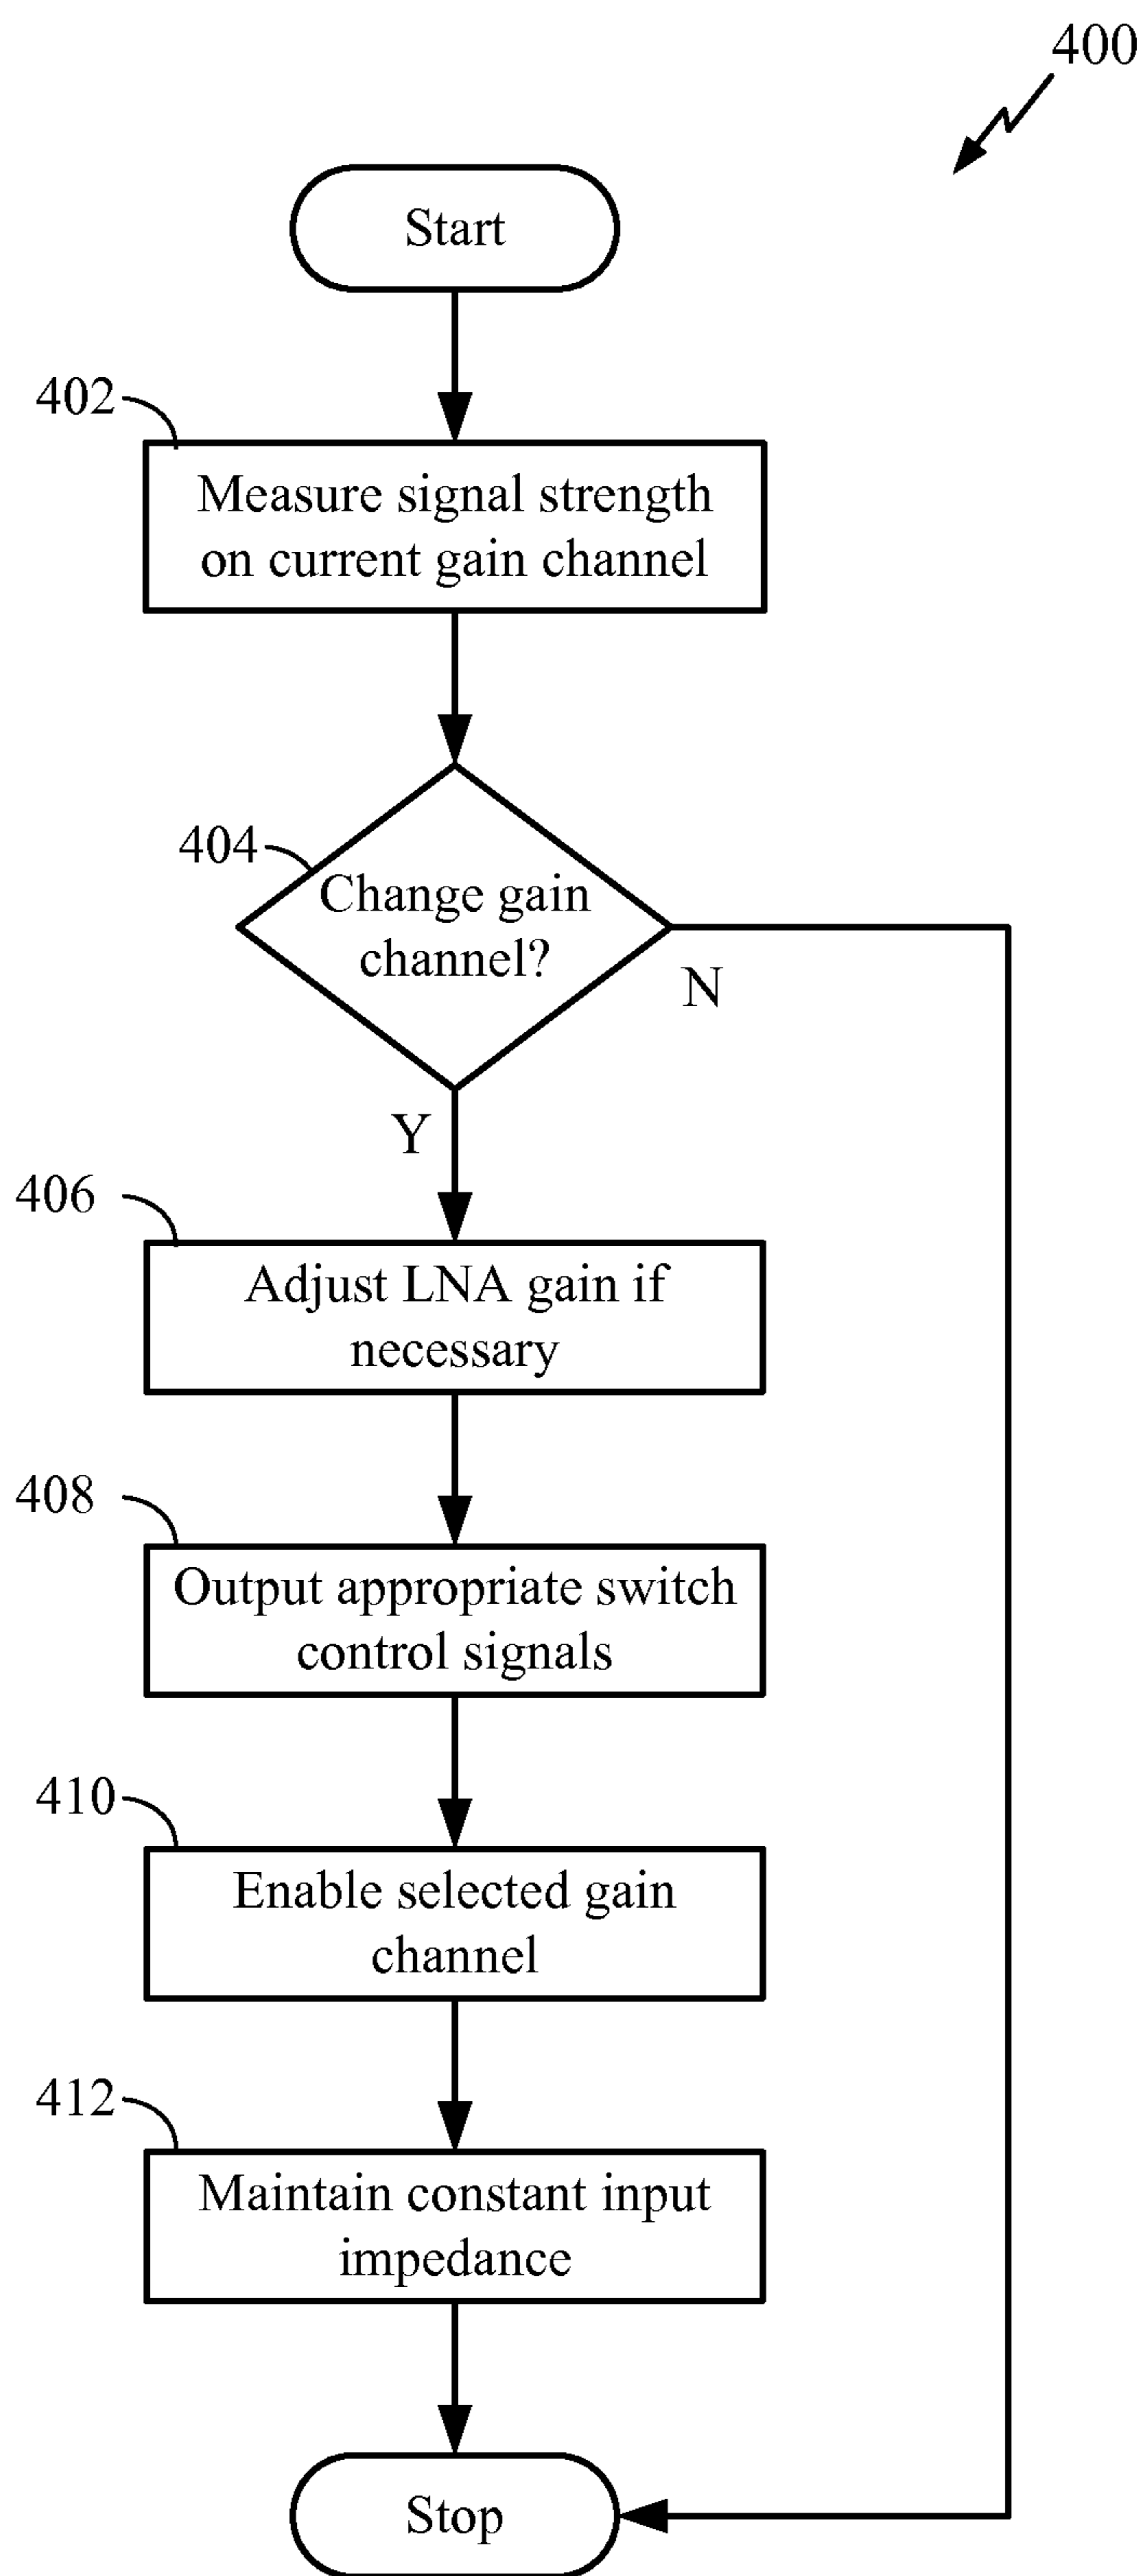 400
Start
402
Measure signal strength
on current gain channel
404
Change gain
channel?
N
Y
406
Adjust LNA gain if
necessary
408
Output appropriate switch
control signals
410
Enable selected gain
channel
412
Maintain constant input
impedance
Stop